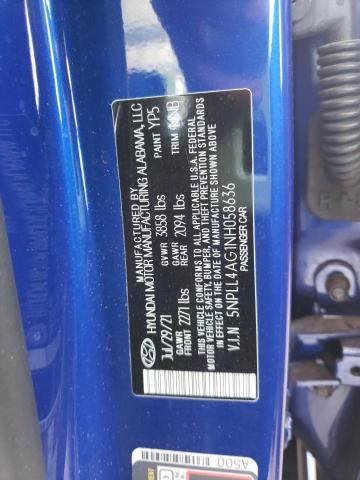 MANUFACTURED BY
HYUNDAI MOTOR MANUFACTURING ALABAMA, LLC
Jul/29/21 GVWR 3858 lbs PAINT YP5
GAWR FRONT 2271 lbs GAWR REAR 2094 lbs TRIM
THIS VEHICLE CONFORMS TO ALL APPLICABLE U.S.A FEDERAL
MOTOR VEHICLE SAFETY, BUMPER, AND THEFT PREVENTION STANDARDS
IN EFFECT ON THE DATE OF MANUFACTURE SHOWN ABOVE
V.I.N 5NPLL4AG1NH058636
PASSENGER CAR
A500